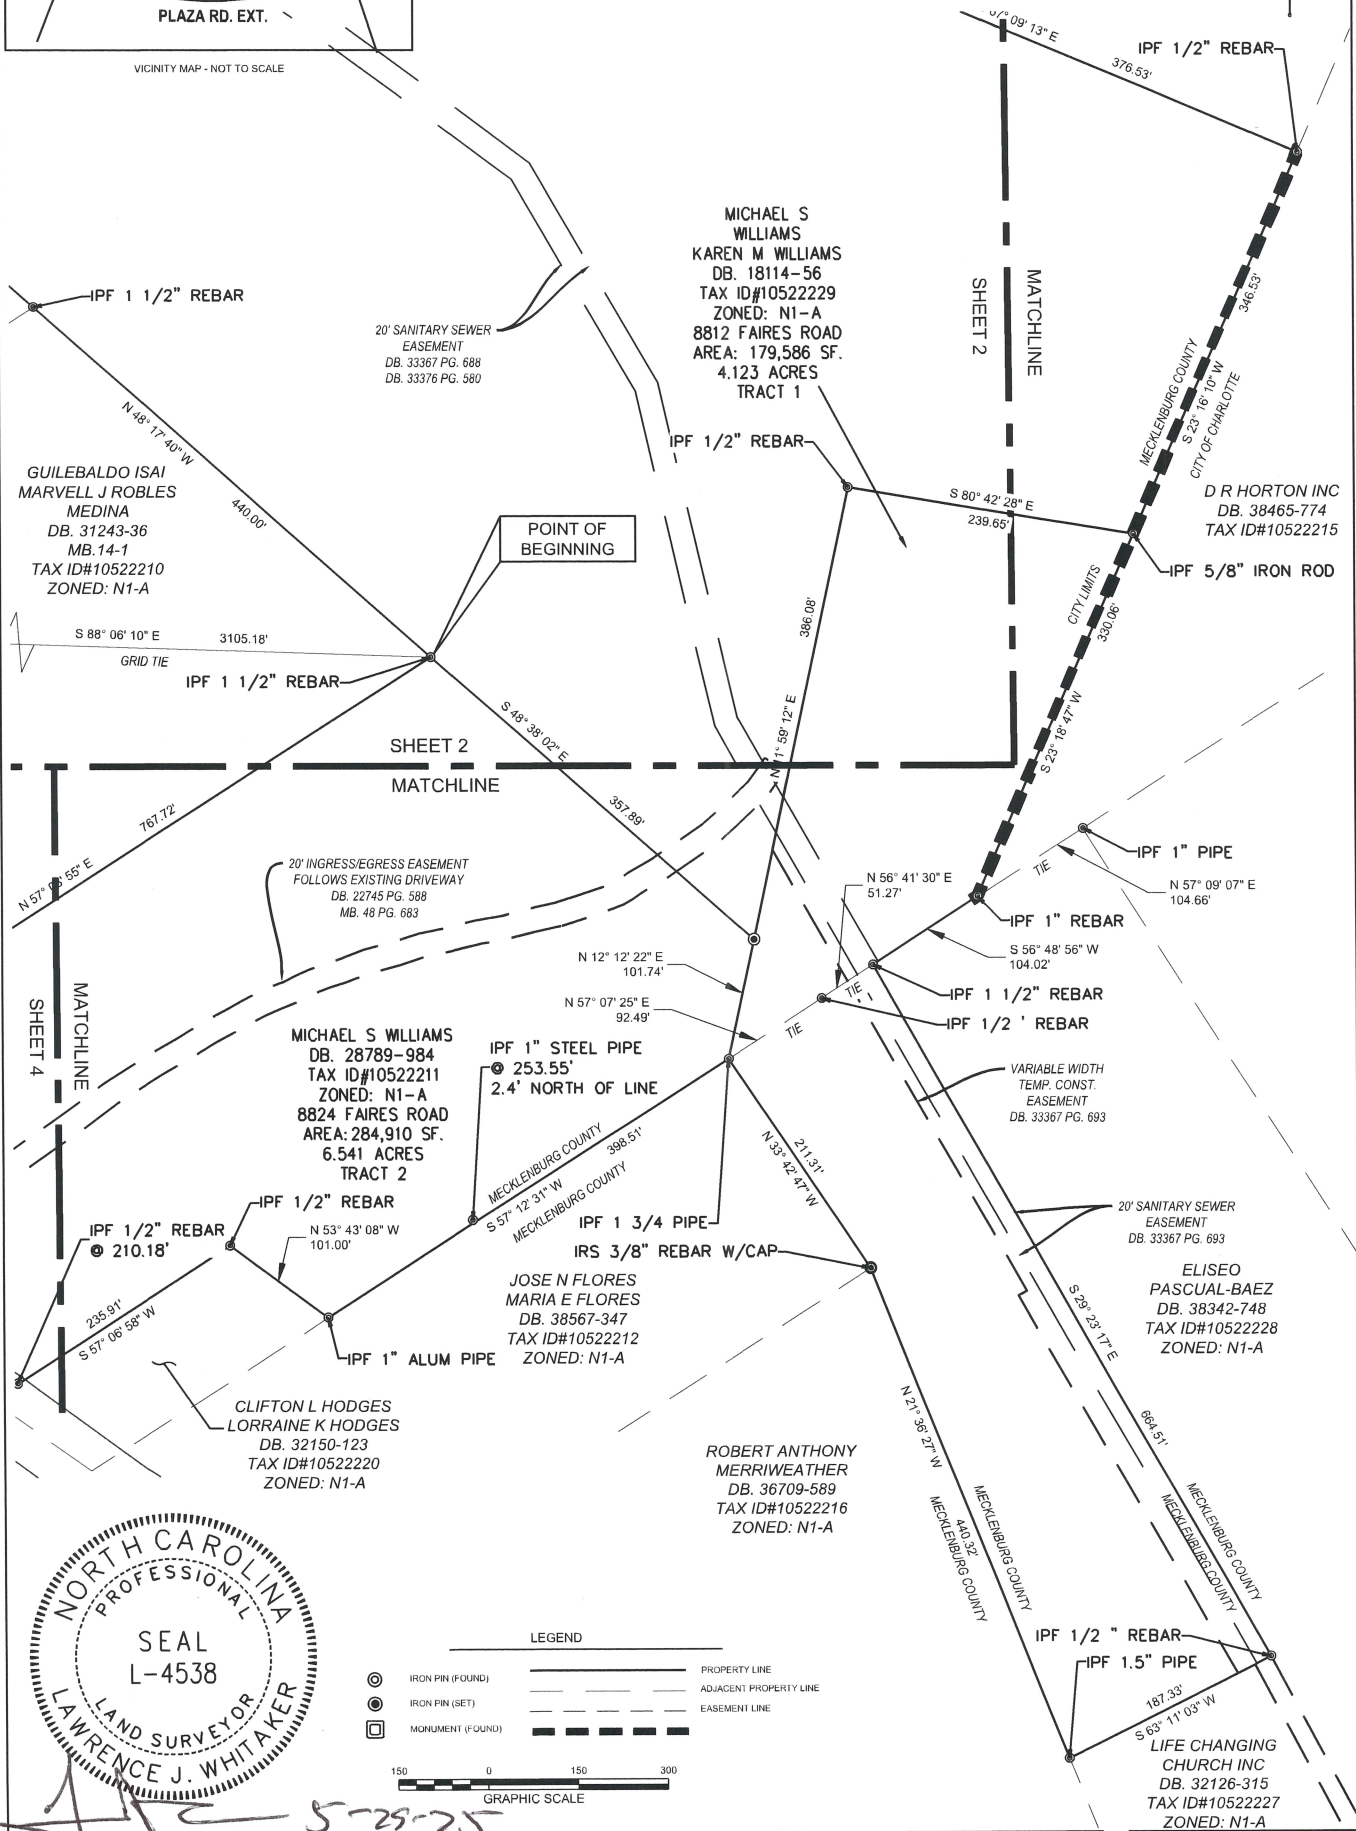 PLAZA RD. EXT.
VICINITY MAP - NOT TO SCALE
09' 13" E
376.53'
IPF 1/2" REBAR
MICHAEL S
WILLIAMS
KAREN M WILLIAMS
DB. 18114-56
TAX ID#10522229
ZONED: N1-A
8812 FAIRES ROAD
AREA: 179,586 SF.
4.123 ACRES
TRACT 1
SHEET 2
MATCHLINE
346.53'
MECKLENBURG COUNTY
S 23° 16' 10" W
CITY OF CHARLOTTE
IPF 1 1/2" REBAR
20' SANITARY SEWER
EASEMENT
DB. 33367 PG. 688
DB. 33376 PG. 580
N 48° 17' 40" W
440.00'
IPF 1/2" REBAR
GUILEBALDO ISAI
MARVELL J ROBLES
MEDINA
DB. 31243-36
MB.14-1
TAX ID#10522210
ZONED: N1-A
POINT OF
BEGINNING
S 80° 42' 28" E
239.65'
D R HORTON INC
DB. 38465-774
TAX ID#10522215
IPF 5/8" IRON ROD
CITY LIMITS
330.06'
S 23° 18' 47" W
386.08'
N 11° 59' 12" E
S 88° 06' 10" E
3105.18'
GRID TIE
IPF 1 1/2" REBAR
S 48° 38' 02" E
357.89'
SHEET 2
MATCHLINE
767.72'
N 57° 55" E
20' INGRESS/EGRESS EASEMENT
FOLLOWS EXISTING DRIVEWAY
DB. 22745 PG. 588
MB. 48 PG. 683
N 56° 41' 30" E
51.27'
TIE
IPF 1" PIPE
N 57° 09' 07" E
104.66'
IPF 1" REBAR
S 56° 48' 56" W
104.02'
N 12° 12' 22" E
101.74'
N 57° 07' 25" E
92.49'
TIE
TIE
IPF 1 1/2" REBAR
IPF 1/2 ' REBAR
SHEET 4
MATCHLINE
MICHAEL S WILLIAMS
DB. 28789-984
TAX ID#10522211
ZONED: N1-A
8824 FAIRES ROAD
AREA: 284,910 SF.
6.541 ACRES
TRACT 2
IPF 1" STEEL PIPE
@ 253.55'
2.4' NORTH OF LINE
VARIABLE WIDTH
TEMP. CONST.
EASEMENT
DB. 33367 PG. 693
MECKLENBURG COUNTY
398.51'
S 57° 12' 31" W
MECKLENBURG COUNTY
211.31'
N 33° 42' 47" W
IPF 1/2" REBAR
IPF 1/2" REBAR
@ 210.18'
N 53° 43' 08" W
101.00'
IPF 1 3/4 PIPE
IRS 3/8" REBAR W/CAP
20' SANITARY SEWER
EASEMENT
DB. 33367 PG. 693
235.91'
S 57° 06' 58" W
JOSE N FLORES
MARIA E FLORES
DB. 38567-347
TAX ID#10522212
ZONED: N1-A
IPF 1" ALUM PIPE
ELISEO
PASCUAL-BAEZ
DB. 38342-748
TAX ID#10522228
ZONED: N1-A
S 29° 23' 17" E
664.51'
CLIFTON L HODGES
LORRAINE K HODGES
DB. 32150-123
TAX ID#10522220
ZONED: N1-A
ROBERT ANTHONY
MERRIWEATHER
DB. 36709-589
TAX ID#10522216
ZONED: N1-A
N 21° 36' 27" W
440.32'
MECKLENBURG COUNTY
MECKLENBURG COUNTY
MECKLENBURG COUNTY
MECKLENBURG COUNTY
NORTH CAROLINA
PROFESSIONAL
SEAL
L-4538
LAND SURVEYOR
LAWRENCE J. WHITAKER
5-29-25
LEGEND
IRON PIN (FOUND)
PROPERTY LINE
ADJACENT PROPERTY LINE
IRON PIN (SET)
EASEMENT LINE
MONUMENT (FOUND)
150 0 150 300
GRAPHIC SCALE
IPF 1/2 " REBAR
IPF 1.5" PIPE
187.33'
S 63° 11' 03" W
LIFE CHANGING
CHURCH INC
DB. 32126-315
TAX ID#10522227
ZONED: N1-A